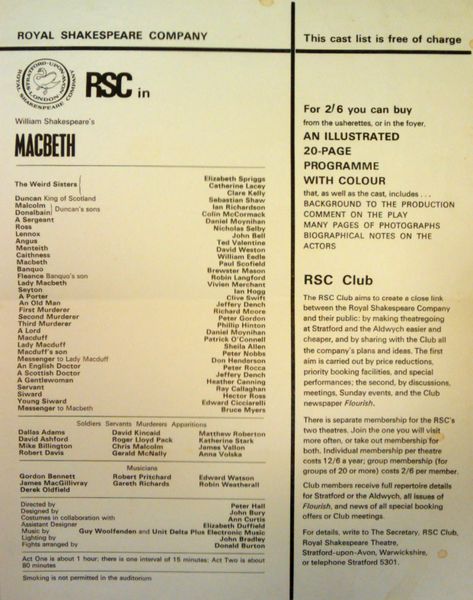 ROYAL SHAKESPEARE COMPANY
STRATFORD-UPON-AVON
LONDON
ROYAL SHAKESPEARE COMPANY
RSC in
William Shakespeare's
MACBETH
Elizabeth Spriggs
The Weird Sisters Catherine Lacey
Clare Kelly
Duncan King of Scotland Sebastian Shaw
Malcolm Ian Richardson
Duncan's sons
Donalbain Colin McCormack
A Sergeant Daniel Moynihan
Ross Nicholas Selby
Lennox John Bell
Angus Ted Valentine
Menteith David Weston
Caithness William Eedle
Macbeth Paul Scofield
Banquo Brewster Mason
Fleance Banquo's son Robin Langford
Lady Macbeth Vivien Merchant
Seyton Ian Hogg
A Porter Clive Swift
An Old Man Jeffery Dench
First Murderer Richard Moore
Second Murderer Peter Gordon
Third Murderer Phillip Hinton
A Lord Daniel Moynihan
Macduff Patrick O'Connell
Lady Macduff Sheila Allen
Macduff's son Peter Nobbs
Messenger to Lady Macduff Don Henderson
An English Doctor Peter Rocca
A Scottish Doctor Jeffery Dench
A Gentlewoman Heather Canning
Servant Ray Callaghan
Siward Hector Ross
Young Siward Edward Cicciarelli
Messenger to Macbeth Bruce Myers
Soldiers Servants Murderers Apparitions
Dallas Adams David Kincaid Matthew Roberton
David Ashford Roger Lloyd Pack Katherine Stark
Mike Billington Chris Malcolm James Vallon
Robert Davis Gerald McNally Anna Volska
Musicians
Gordon Bennett Robert Pritchard Edward Watson
James MacGillivray Gareth Richards Robin Weatherall
Derek Oldfield
Directed by Peter Hall
Designed by John Bury
Costumes in collaboration with Ann Curtis
Assistant Designer Elizabeth Duffield
Music by Guy Woolfenden and Unit Delta Plus Electronic Music
Lighting by John Bradley
Fights arranged by Donald Burton
Act One is about 1 hour; there is one interval of 15 minutes; Act Two is about
80 minutes
Smoking is not permitted in the auditorium
This cast list is free of charge
For 2/6 you can buy
from the usherettes, or in the foyer,
AN ILLUSTRATED
20-PAGE
PROGRAMME
WITH COLOUR
that, as well as the cast, includes . . .
BACKGROUND TO THE PRODUCTION
COMMENT ON THE PLAY
MANY PAGES OF PHOTOGRAPHS
BIOGRAPHICAL NOTES ON THE
ACTORS
RSC Club
The RSC Club aims to create a close link
between the Royal Shakespeare Company
and their public: by making theatregoing
at Stratford and the Aldwych easier and
cheaper, and by sharing with the Club all
the company's plans and ideas. The first
aim is carried out by price reductions,
priority booking facilities, and special
performances; the second, by discussions,
meetings, Sunday events, and the Club
newspaper Flourish.
There is separate membership for the RSC's
two theatres. Join the one you will visit
more often, or take out membership for
both. Individual membership per theatre
costs 12/6 a year; group membership (for
groups of 20 or more) costs 2/6 per member.
Club members receive full repertoire details
for Stratford or the Aldwych, all issues of
Flourish, and news of all special booking
offers or Club meetings.
For details, write to The Secretary, RSC Club,
Royal Shakespeare Theatre,
Stratford-upon-Avon, Warwickshire,
or telephone Stratford 5301.